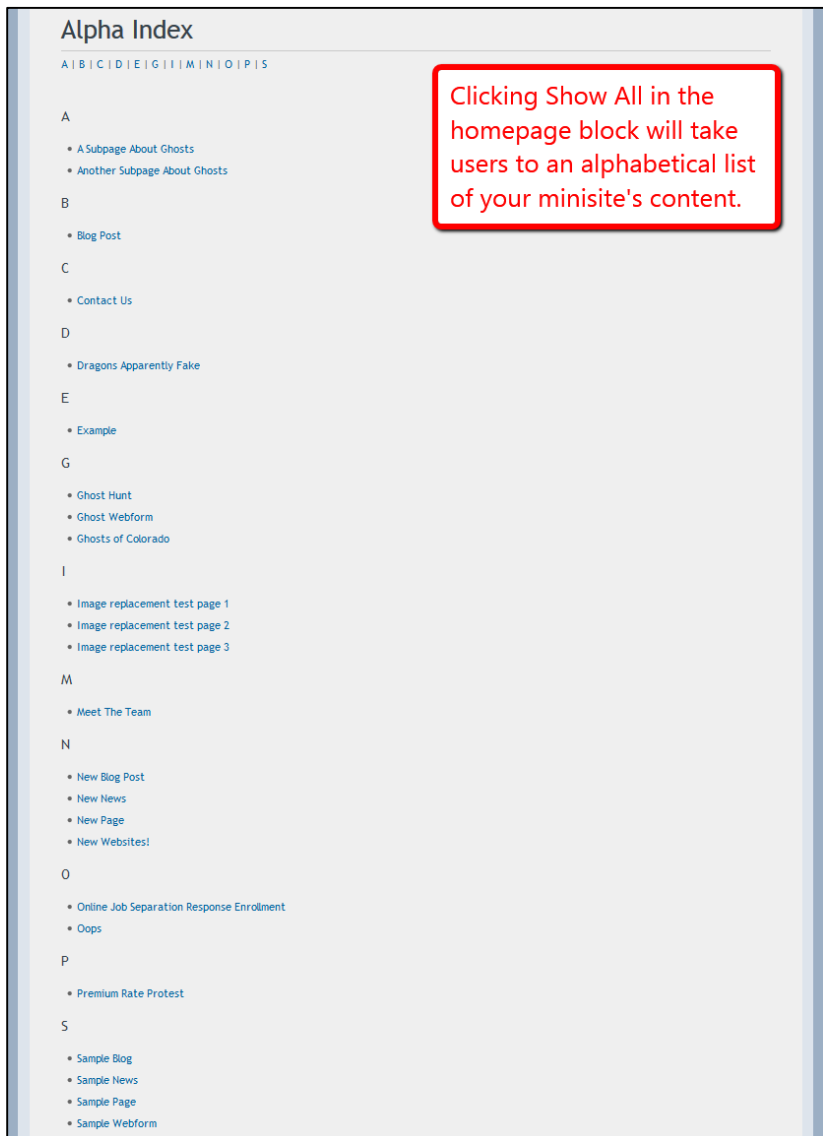 Alpha Index
A | B | C | D | E | G | I | M | N | O | P | S
Clicking Show All in the
homepage block will take
users to an alphabetical list
of your minisite's content.
A
• A Subpage About Ghosts
• Another Subpage About Ghosts
B
• Blog Post
C
• Contact Us
D
• Dragons Apparently Fake
E
• Example
G
• Ghost Hunt
• Ghost Webform
• Ghosts of Colorado
I
• Image replacement test page 1
• Image replacement test page 2
• Image replacement test page 3
M
• Meet The Team
N
• New Blog Post
• New News
• New Page
• New Websites!
O
• Online Job Separation Response Enrollment
• Oops
P
• Premium Rate Protest
S
• Sample Blog
• Sample News
• Sample Page
• Sample Webform